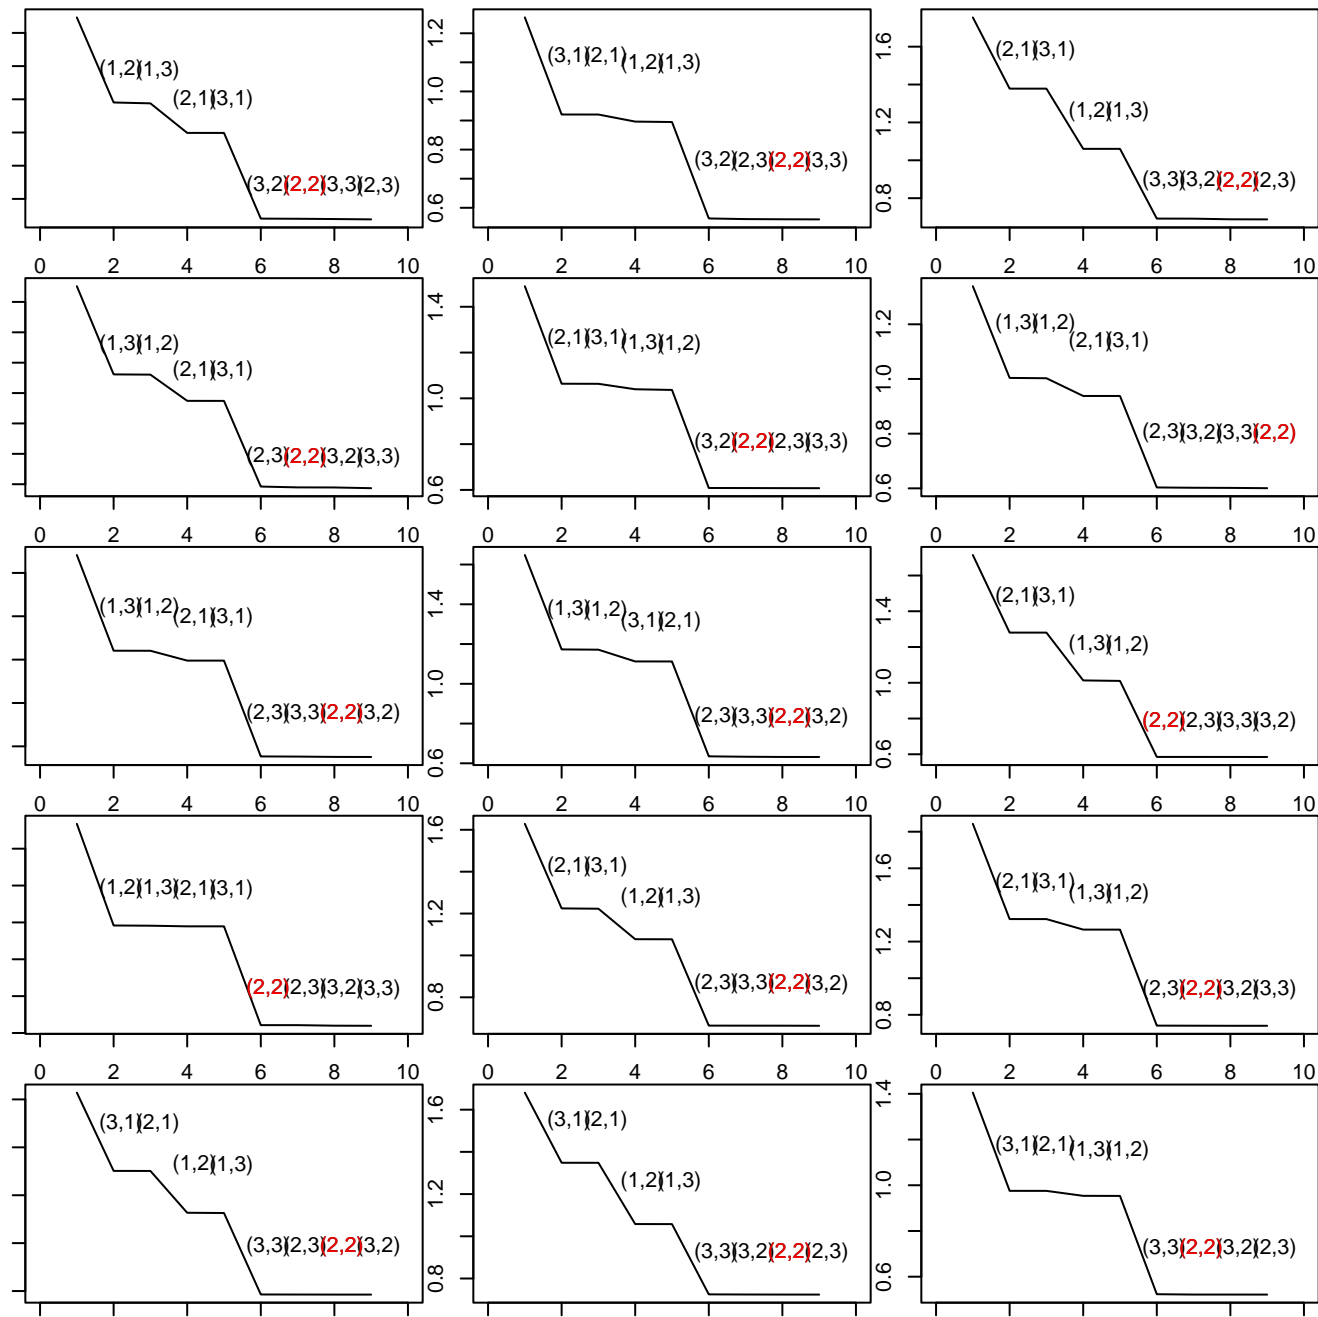 (1,2)(1,3)
(2,1)(3,1)
(3,2)(2,2)(3,3)(2,3)
0 2 4 6 8 10
0.6 0.8 1.0 1.2
(3,1)(2,1)(1,2)(1,3)
(3,2)(2,3)(2,2)(3,3)
0 2 4 6 8 10
0.8 1.2 1.6
(2,1)(3,1)
(1,2)(1,3)
(3,3)(3,2)(2,2)(2,3)
0 2 4 6 8 10
(1,3)(1,2)
(2,1)(3,1)
(2,3)(2,2)(3,2)(3,3)
0 2 4 6 8 10
0.6 1.0 1.4
(2,1)(3,1)(1,3)(1,2)
(3,2)(2,2)(2,3)(3,3)
0 2 4 6 8 10
0.6 0.8 1.0 1.2
(1,3)(1,2)
(2,1)(3,1)
(2,3)(3,2)(3,3)(2,2)
0 2 4 6 8 10
(1,3)(1,2)(2,1)(3,1)
(2,3)(3,3)(2,2)(3,2)
0 2 4 6 8 10
0.6 1.0 1.4
(1,3)(1,2)(3,1)(2,1)
(2,3)(3,3)(2,2)(3,2)
0 2 4 6 8 10
0.6 1.0 1.4
(2,1)(3,1)
(1,3)(1,2)
(2,2)(2,3)(3,3)(3,2)
0 2 4 6 8 10
(1,2)(1,3)(2,1)(3,1)
(2,2)(2,3)(3,2)(3,3)
0 2 4 6 8 10
0.8 1.2 1.6
(2,1)(3,1)
(1,2)(1,3)
(2,3)(3,3)(2,2)(3,2)
0 2 4 6 8 10
0.8 1.2 1.6
(2,1)(3,1)(1,3)(1,2)
(2,3)(2,2)(3,2)(3,3)
0 2 4 6 8 10
(3,1)(2,1)
(1,2)(1,3)
(3,3)(2,3)(2,2)(3,2)
0.8 1.2 1.6
(3,1)(2,1)
(1,2)(1,3)
(3,3)(3,2)(2,2)(2,3)
0.6 1.0 1.4
(3,1)(2,1)(1,3)(1,2)
(3,3)(2,2)(3,2)(2,3)